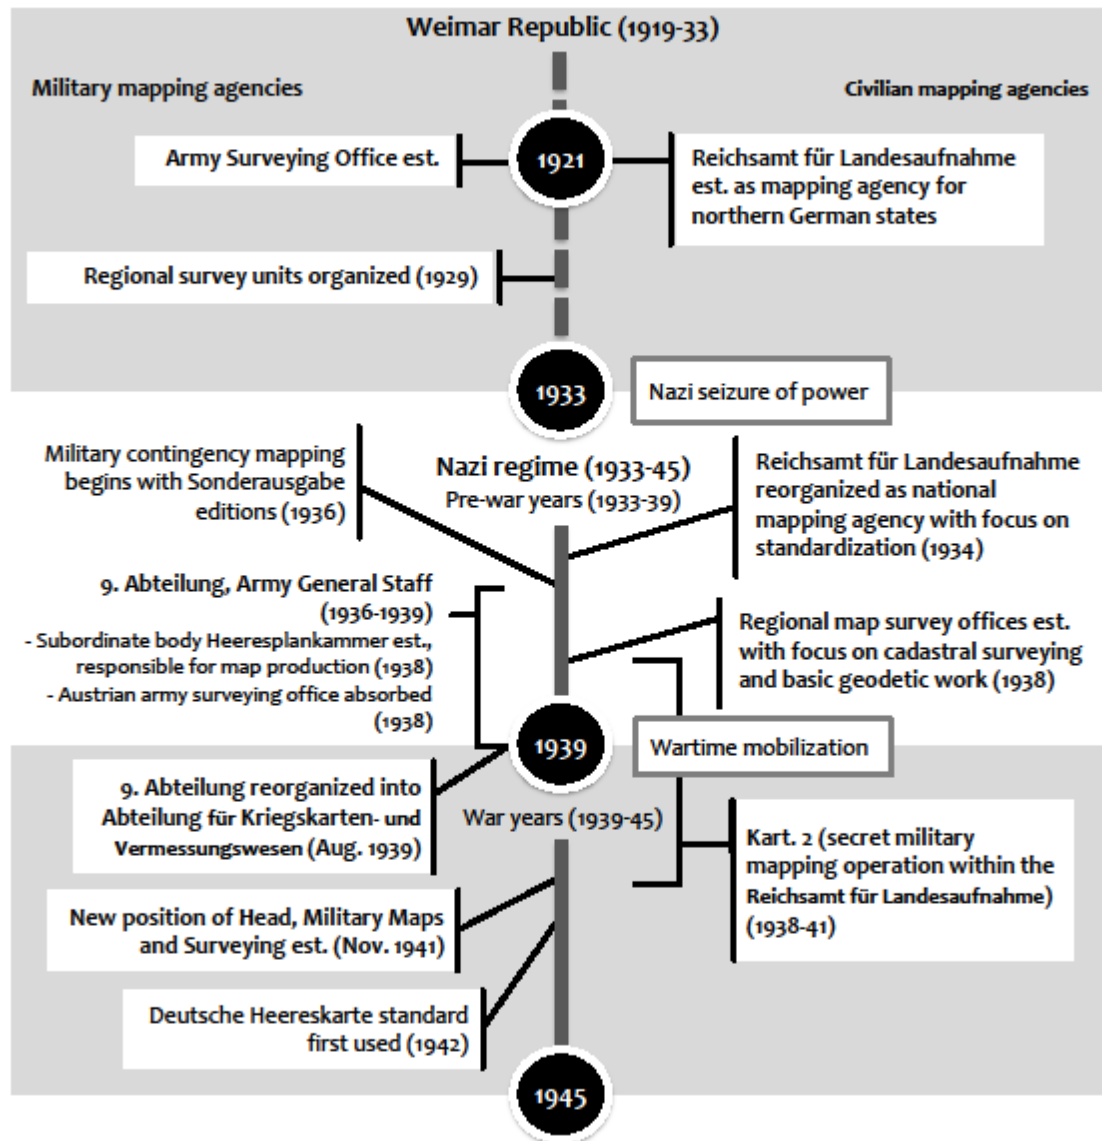 Weimar Republic (1919-33)
Military mapping agencies
Civilian mapping agencies
Army Surveying Office est.
1921
Reichsamt für Landesaufnahme
est. as mapping agency for
northern German states
Regional survey units organized (1929)
1933
Nazi seizure of power
Military contingency mapping
begins with Sonderausgabe
editions (1936)
Nazi regime (1933-45)
Pre-war years (1933-39)
Reichsamt für Landesaufnahme
reorganized as national
mapping agency with focus on
standardization (1934)
9. Abteilung, Army General Staff
(1936-1939)
- Subordinate body Heeresplankammer est.,
responsible for map production (1938)
- Austrian army surveying office absorbed
(1938)
Regional map survey offices est.
with focus on cadastral surveying
and basic geodetic work (1938)
1939
Wartime mobilization
9. Abteilung reorganized into
Abteilung für Kriegskarten- und
Vermessungswesen (Aug. 1939)
War years (1939-45)
Kart. 2 (secret military
mapping operation within the
Reichsamt für Landesaufnahme)
(1938-41)
New position of Head, Military Maps
and Surveying est. (Nov. 1941)
Deutsche Heereskarte standard
first used (1942)
1945